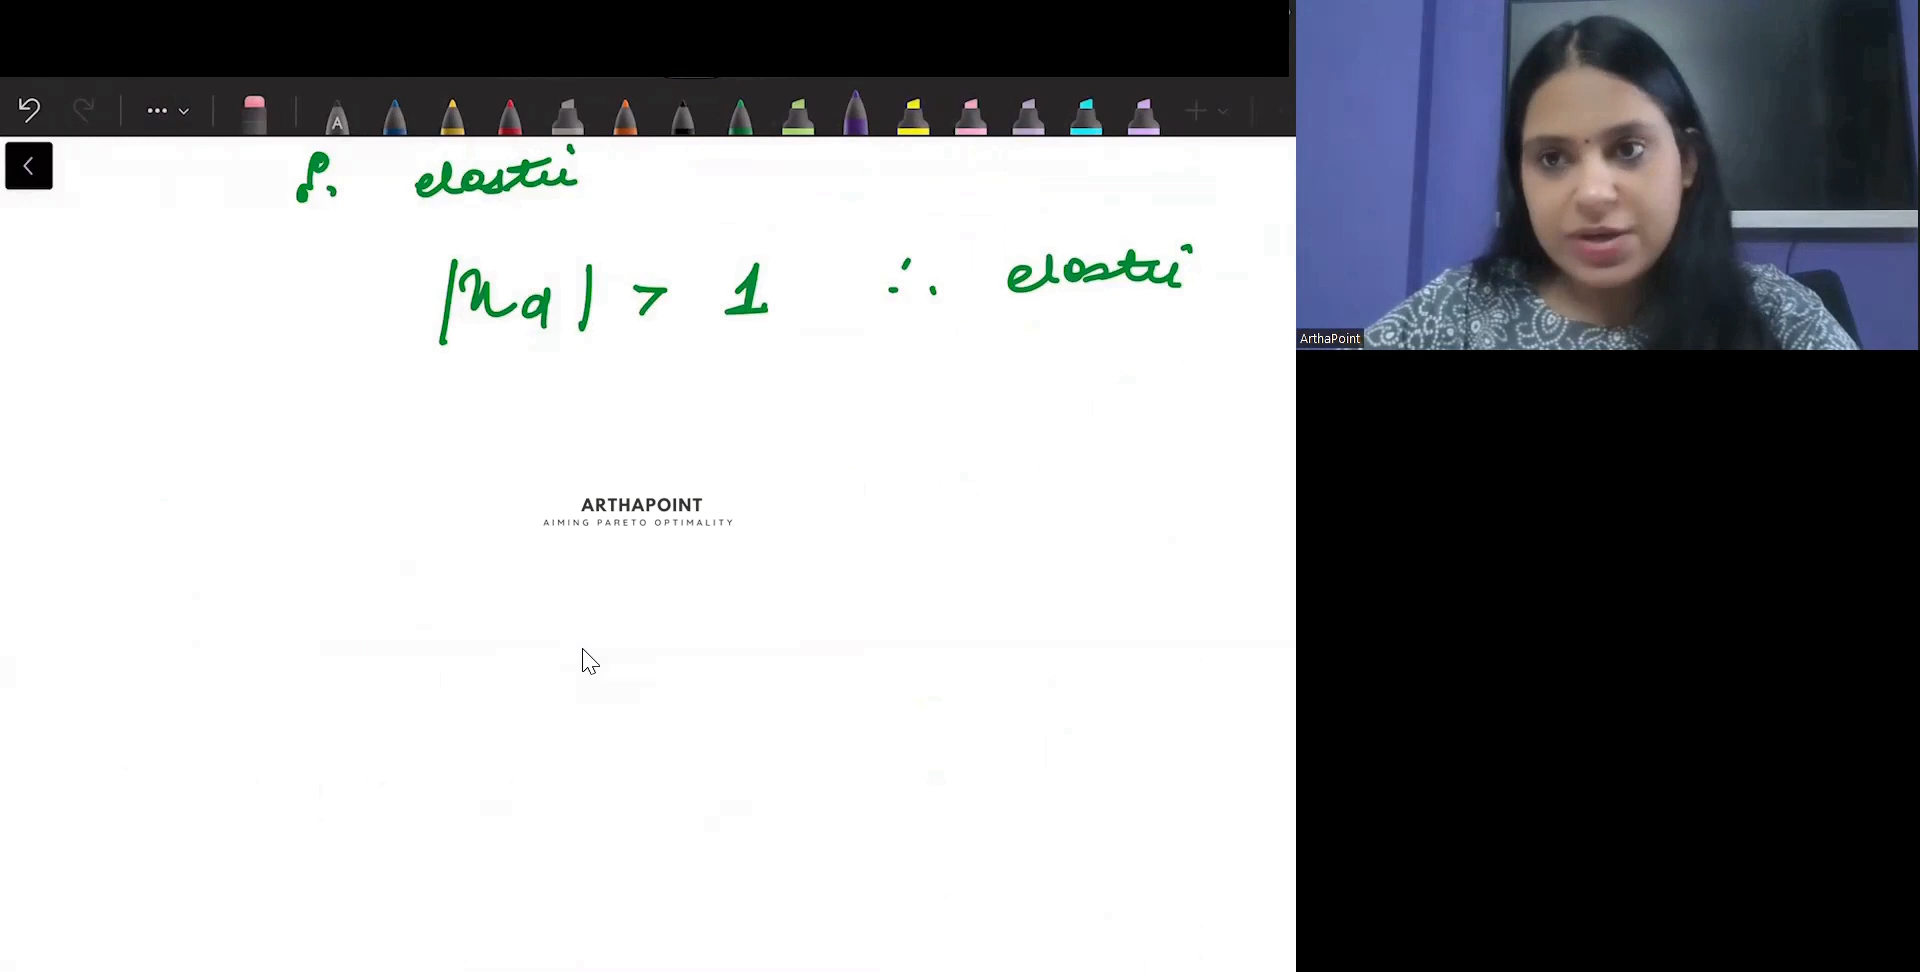 P. elastic
|ηd| > 1 ∴ elastic
ARTHAPOINT
AIMING PARETO OPTIMALITY
A
ArthaPoint